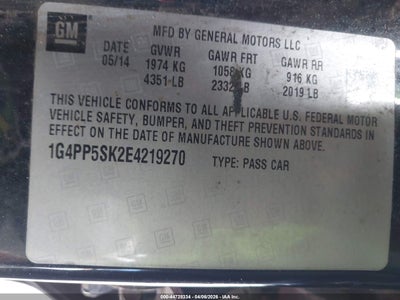 GM
MFD BY GENERAL MOTORS LLC
DATE GVWR GAWR FRT GAWR RR
05/14 1974 KG 1058 KG 916 KG
4351-LB 2332-LB 2019 LB
THIS VEHICLE CONFORMS TO ALL APPLICABLE U.S. FEDERAL MOTOR
VEHICLE SAFETY, BUMPER, AND THEFT PREVENTION STANDARDS
IN EFFECT ON THE DATE OF MANUFACTURE SHOWN ABOVE.
1G4PP5SK2E4219270 TYPE: PASS CAR